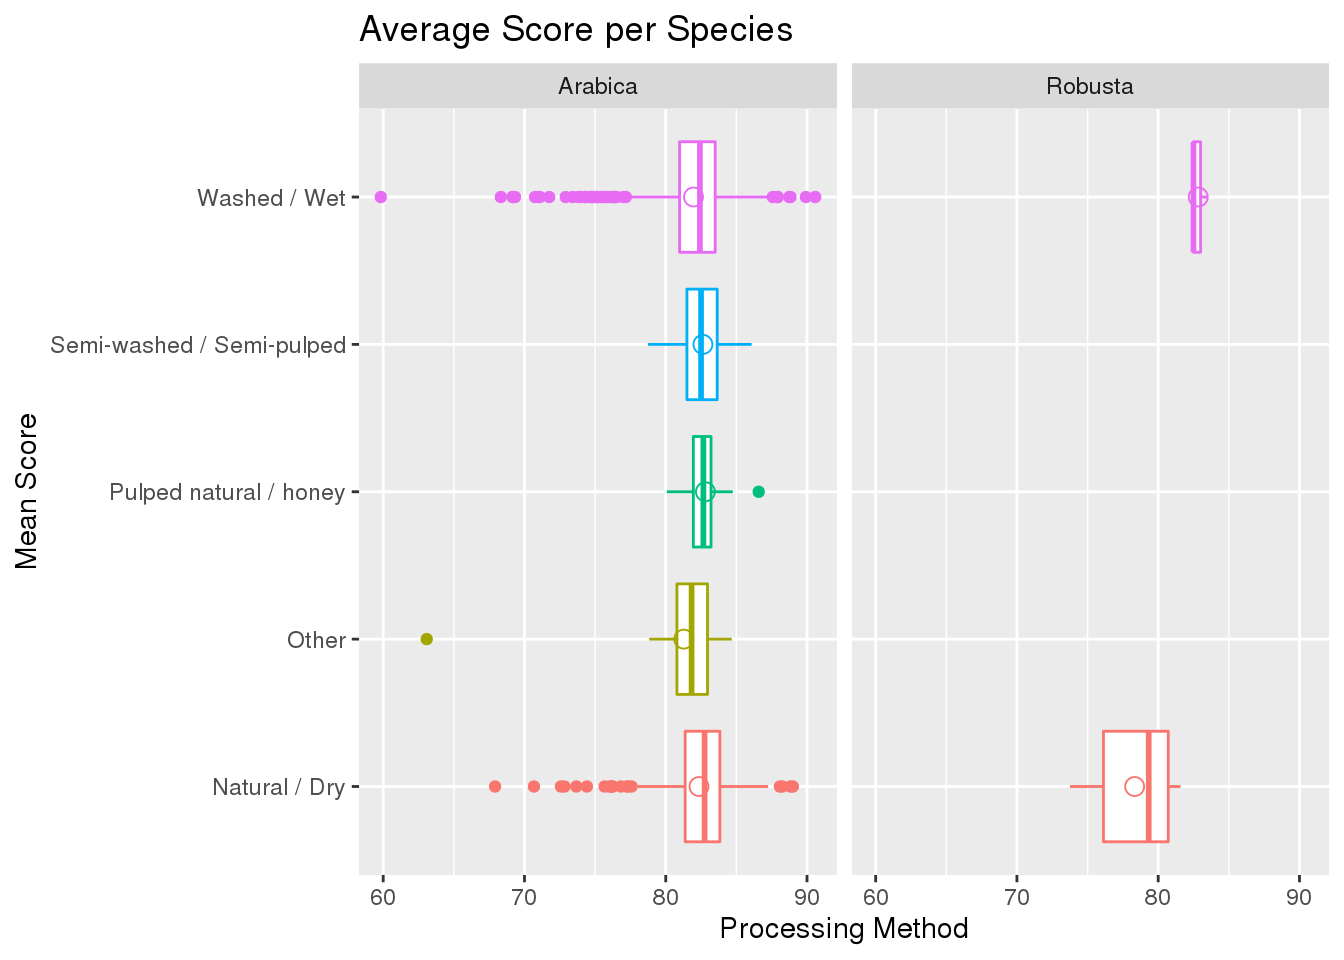 Average Score per Species
Arabica
Robusta
Washed / Wet
Semi-washed / Semi-pulped
Pulped natural / honey
Other
Natural / Dry
Mean Score
60 70 80 90
60 70 80 90
Processing Method